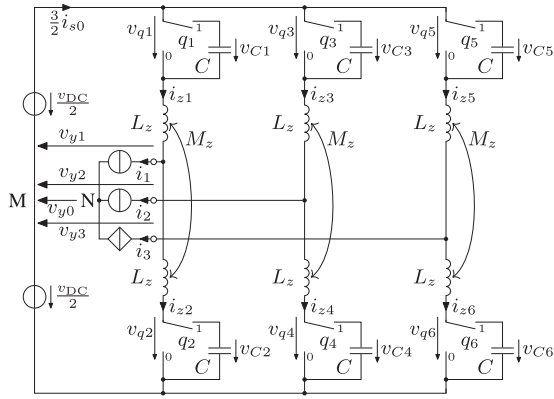 3/2 i_s0
v_q1 1 q_1 0 C v_C1 v_q3 1 q_3 0 C v_C3 v_q5 1 q_5 0 C v_C5
i_z1 i_z3 i_z5
v_DC/2
L_z M_z L_z M_z L_z M_z
v_y1
i_1
v_y2
M N
i_2
v_y0
v_y3
i_3
L_z L_z L_z
v_DC/2
i_z2 i_z4 i_z6
v_q2 1 q_2 0 C v_C2 v_q4 1 q_4 0 C v_C4 v_q6 1 q_6 0 C v_C6